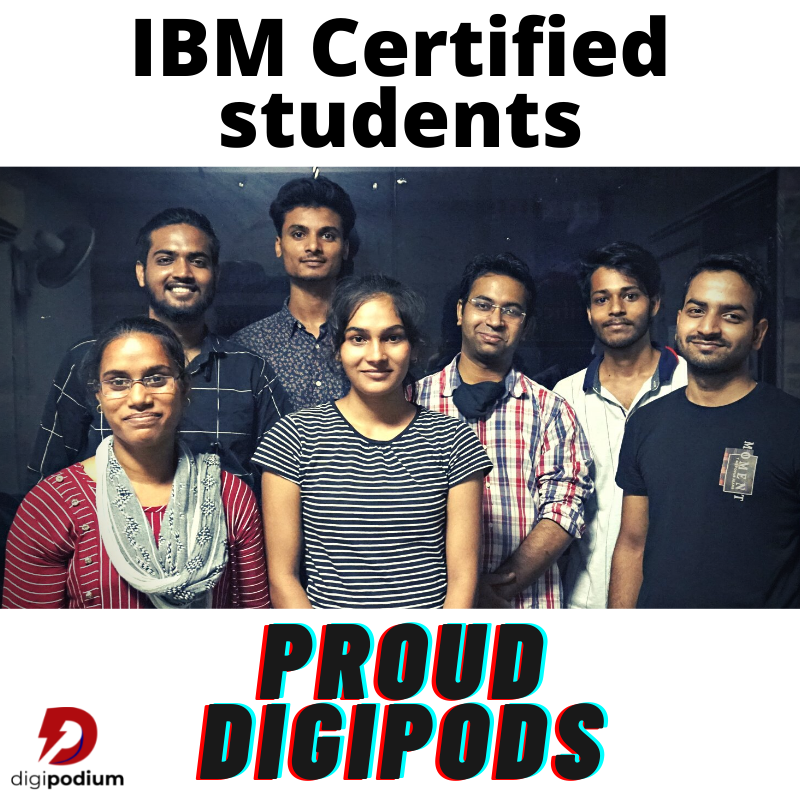 IBM Certified
students
MOMENT
PROUD
DIGIPODS
digipodium